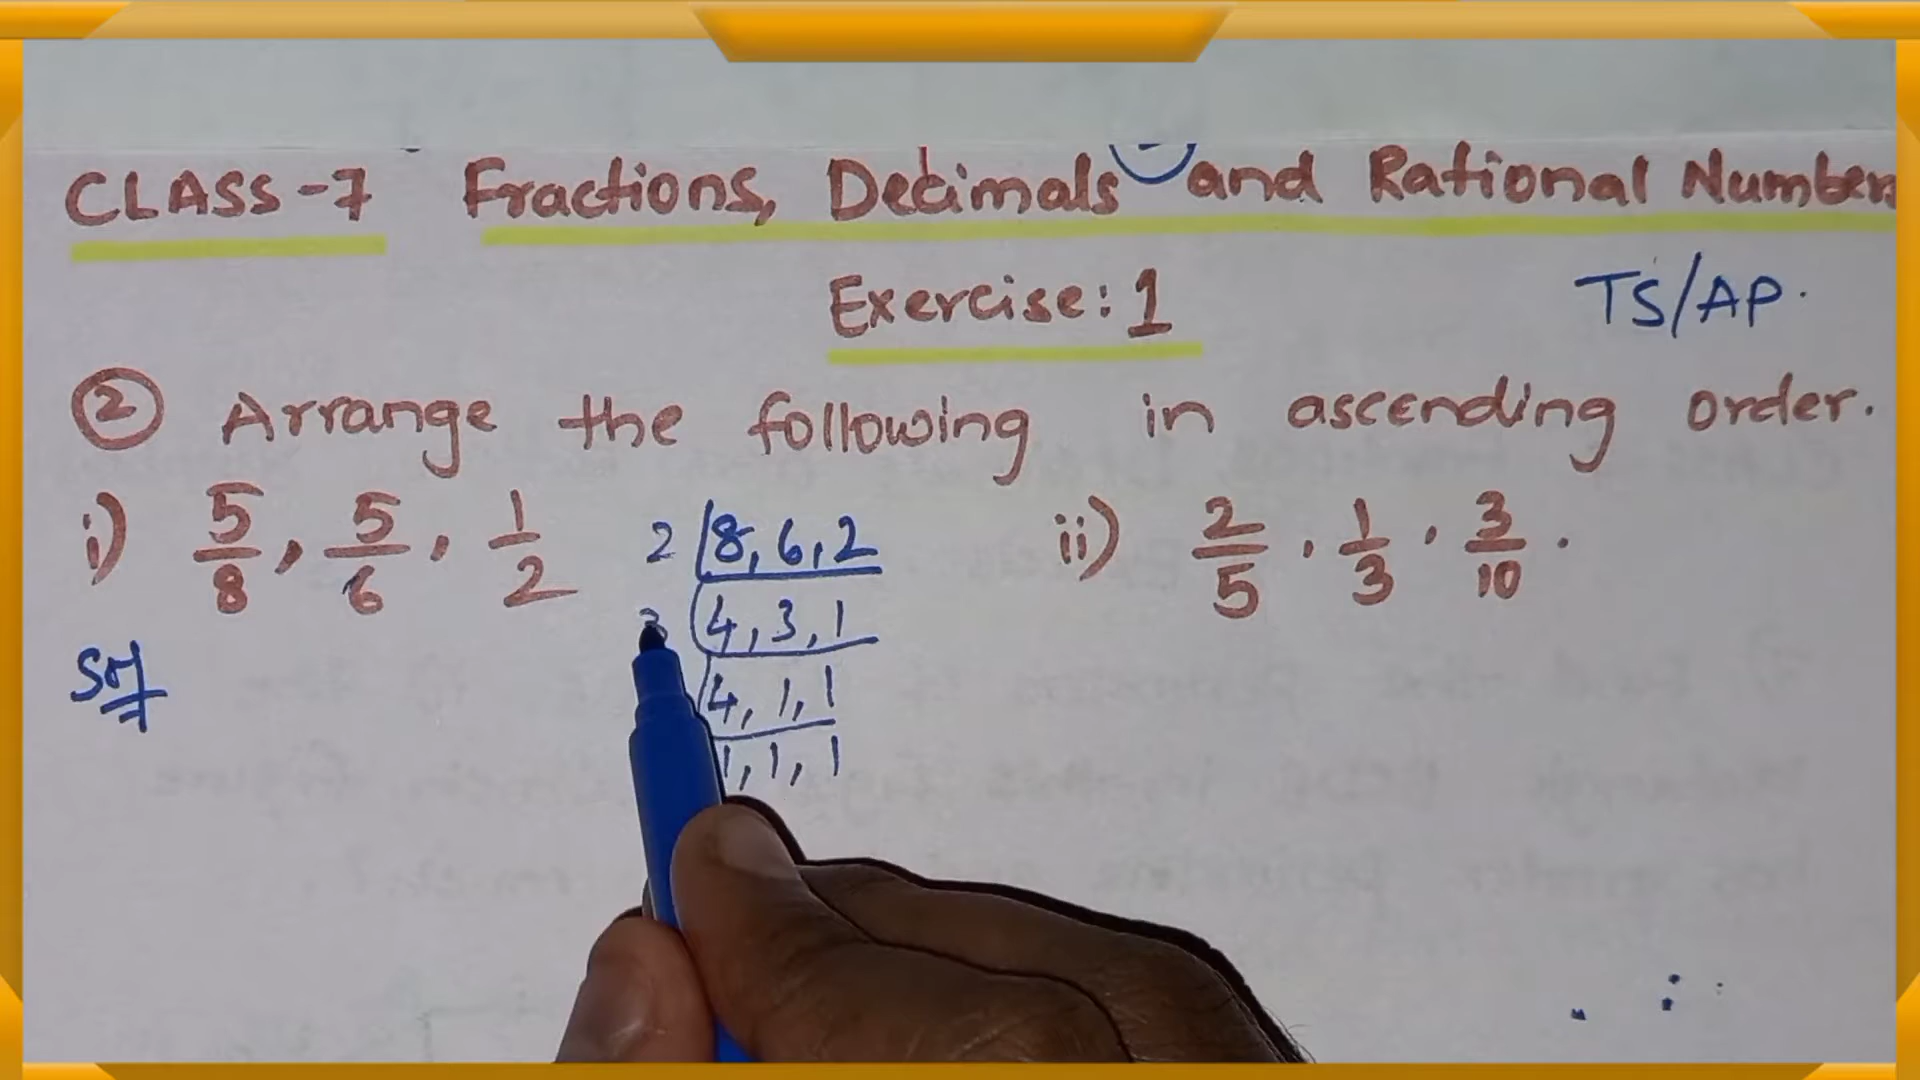 CLASS-7 Fractions, Decimals and Rational Number
Exercise: 1
TS/AP.
② Arrange the following in ascending order.
i) 5/8, 5/6, 1/2
2 | 8, 6, 2
3 | 4, 3, 1
4, 1, 1
1, 1, 1
ii) 2/5, 1/3, 3/10.
Sol